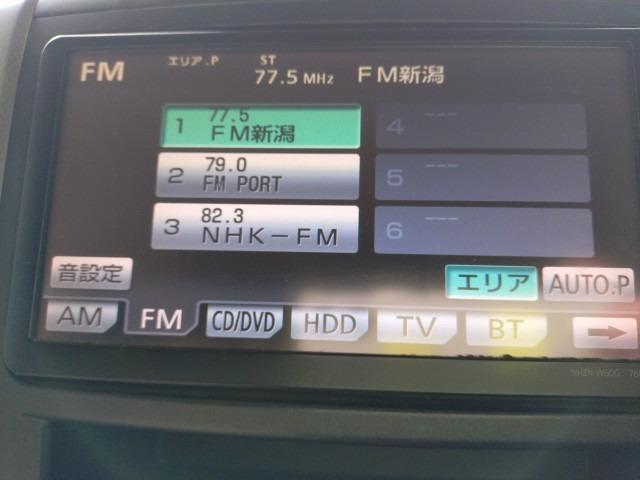 FM エリア.P ST 77.5 MHz FM新潟
1 77.5 FM新潟
2 79.0 FM PORT
3 82.3 NHK-FM
4 ---
5 ---
6 ---
音設定 エリア AUTO.P
AM FM CD/DVD HDD TV BT
NHZN-W60G